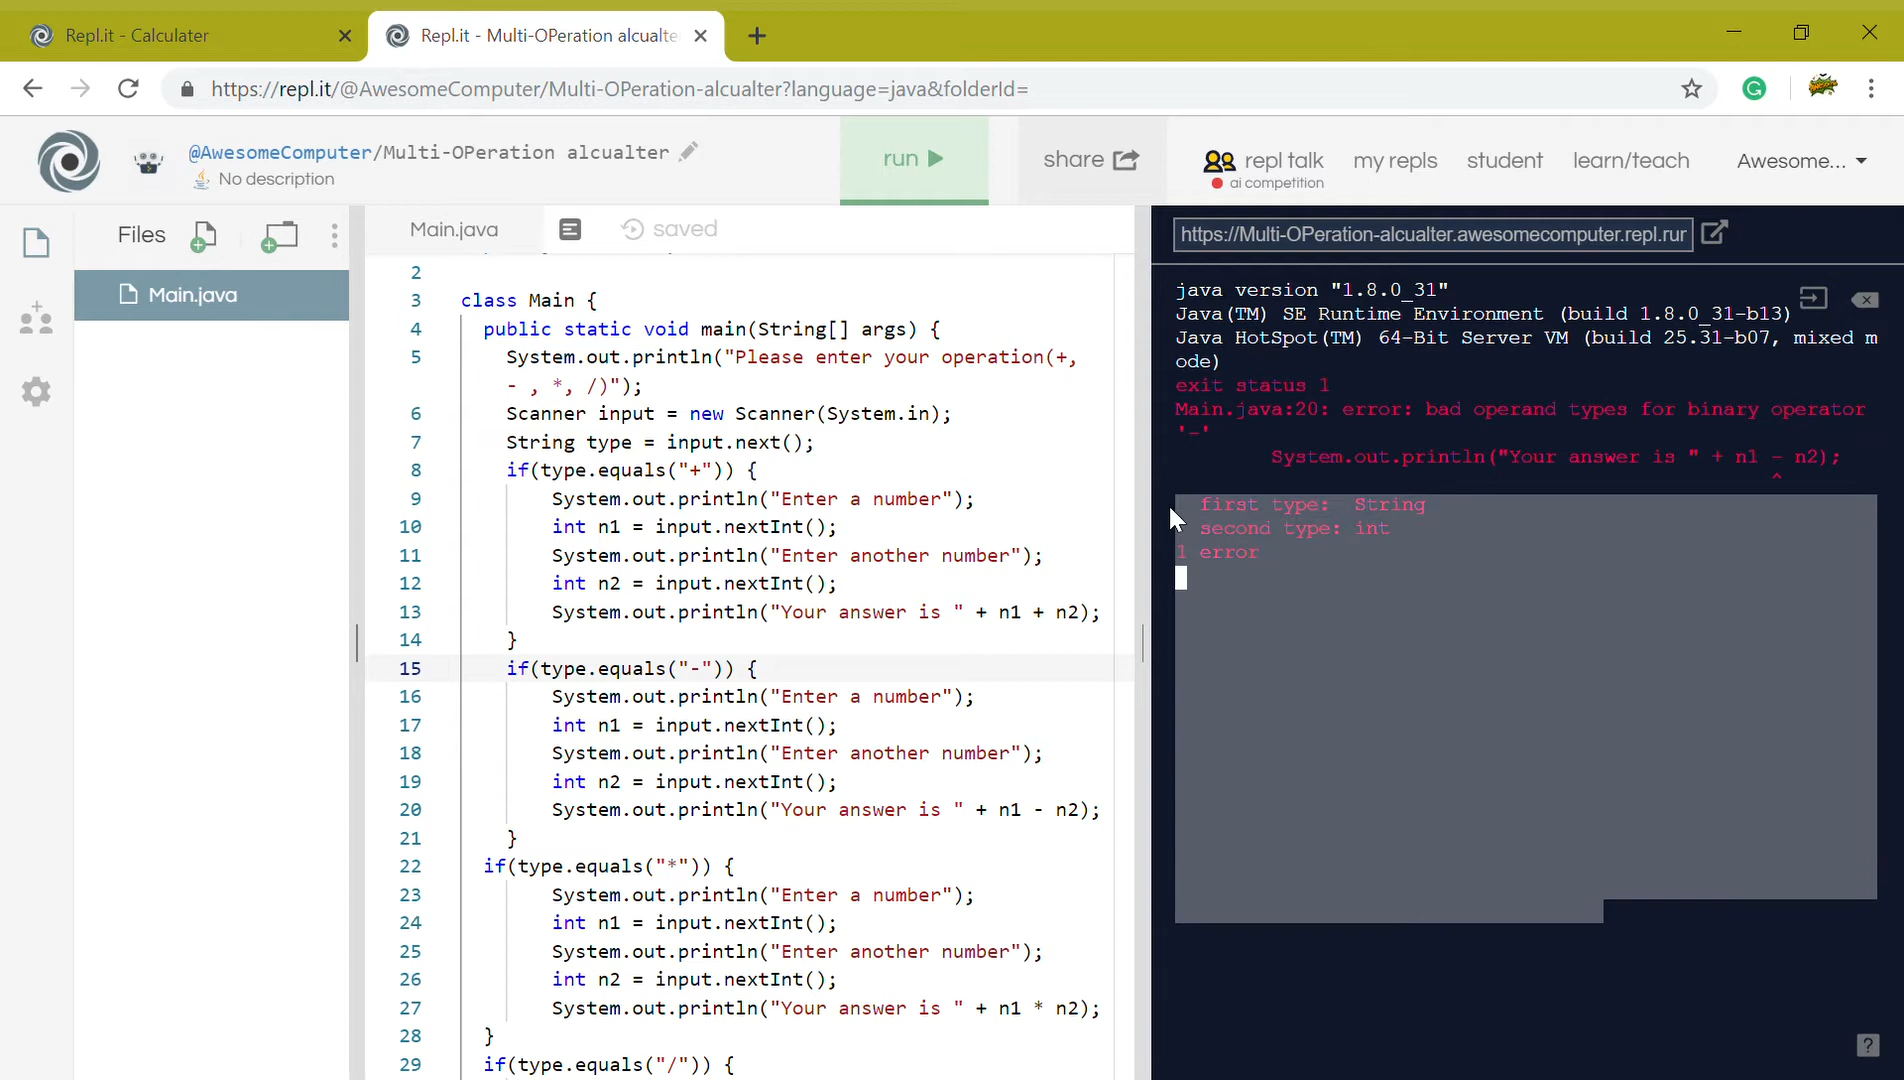 Repl.it - Calculater
Repl.it - Multi-OPeration alcualte
https://repl.it/@AwesomeComputer/Multi-OPeration-alcualter?language=java&folderId=
@AwesomeComputer/Multi-OPeration alcualter
No description
run
share
repl talk
ai competition
my repls
student
learn/teach
Awesome...
Files
Main.java
Main.java
saved
2
3 class Main {
4 public static void main(String[] args) {
5 System.out.println("Please enter your operation(+,
- , *, /)");
6 Scanner input = new Scanner(System.in);
7 String type = input.next();
8 if(type.equals("+")) {
9 System.out.println("Enter a number");
10 int n1 = input.nextInt();
11 System.out.println("Enter another number");
12 int n2 = input.nextInt();
13 System.out.println("Your answer is " + n1 + n2);
14 }
15 if(type.equals("-")) {
16 System.out.println("Enter a number");
17 int n1 = input.nextInt();
18 System.out.println("Enter another number");
19 int n2 = input.nextInt();
20 System.out.println("Your answer is " + n1 - n2);
21 }
22 if(type.equals("*")) {
23 System.out.println("Enter a number");
24 int n1 = input.nextInt();
25 System.out.println("Enter another number");
26 int n2 = input.nextInt();
27 System.out.println("Your answer is " + n1 * n2);
28 }
29 if(type.equals("/")) {
https://Multi-OPeration-alcualter.awesomecomputer.repl.rur
java version "1.8.0_31"
Java(TM) SE Runtime Environment (build 1.8.0_31-b13)
Java HotSpot(TM) 64-Bit Server VM (build 25.31-b07, mixed m
ode)
exit status 1
Main.java:20: error: bad operand types for binary operator
'-'
System.out.println("Your answer is " + n1 - n2);
^
first type: String
second type: int
1 error
?